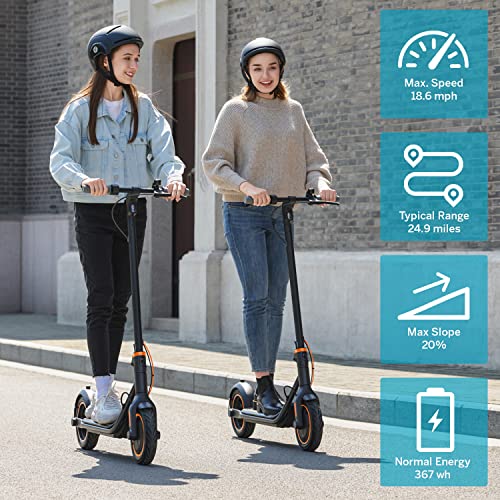 Max. Speed
18.6 mph
Typical Range
24.9 miles
Max Slope
20%
Normal Energy
367 wh